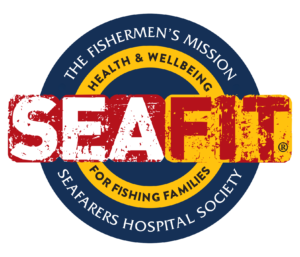 THE FISHERMEN'S MISSION
HEALTH & WELLBEING
SEAFIT®
FOR FISHING FAMILIES
SEAFARERS HOSPITAL SOCIETY